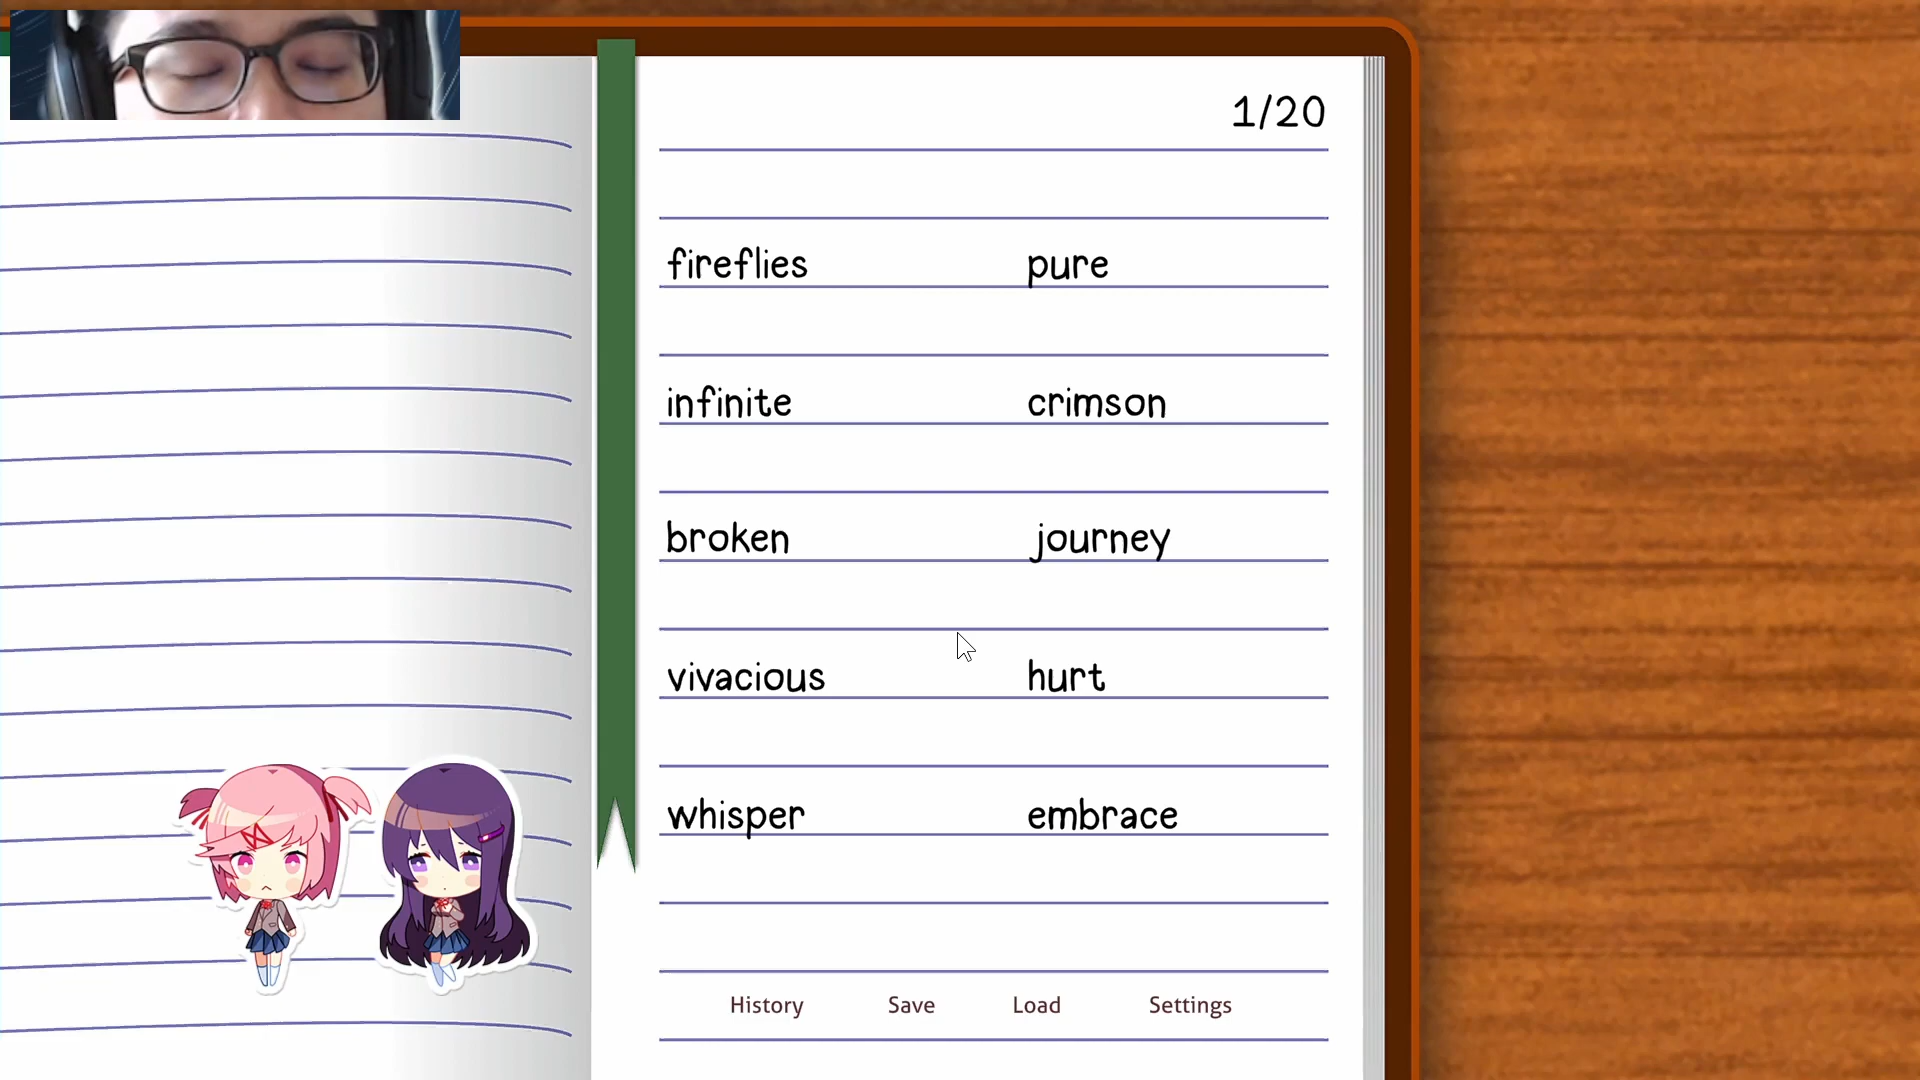 1/20
fireflies pure
infinite crimson
broken journey
vivacious hurt
whisper embrace
History Save Load Settings